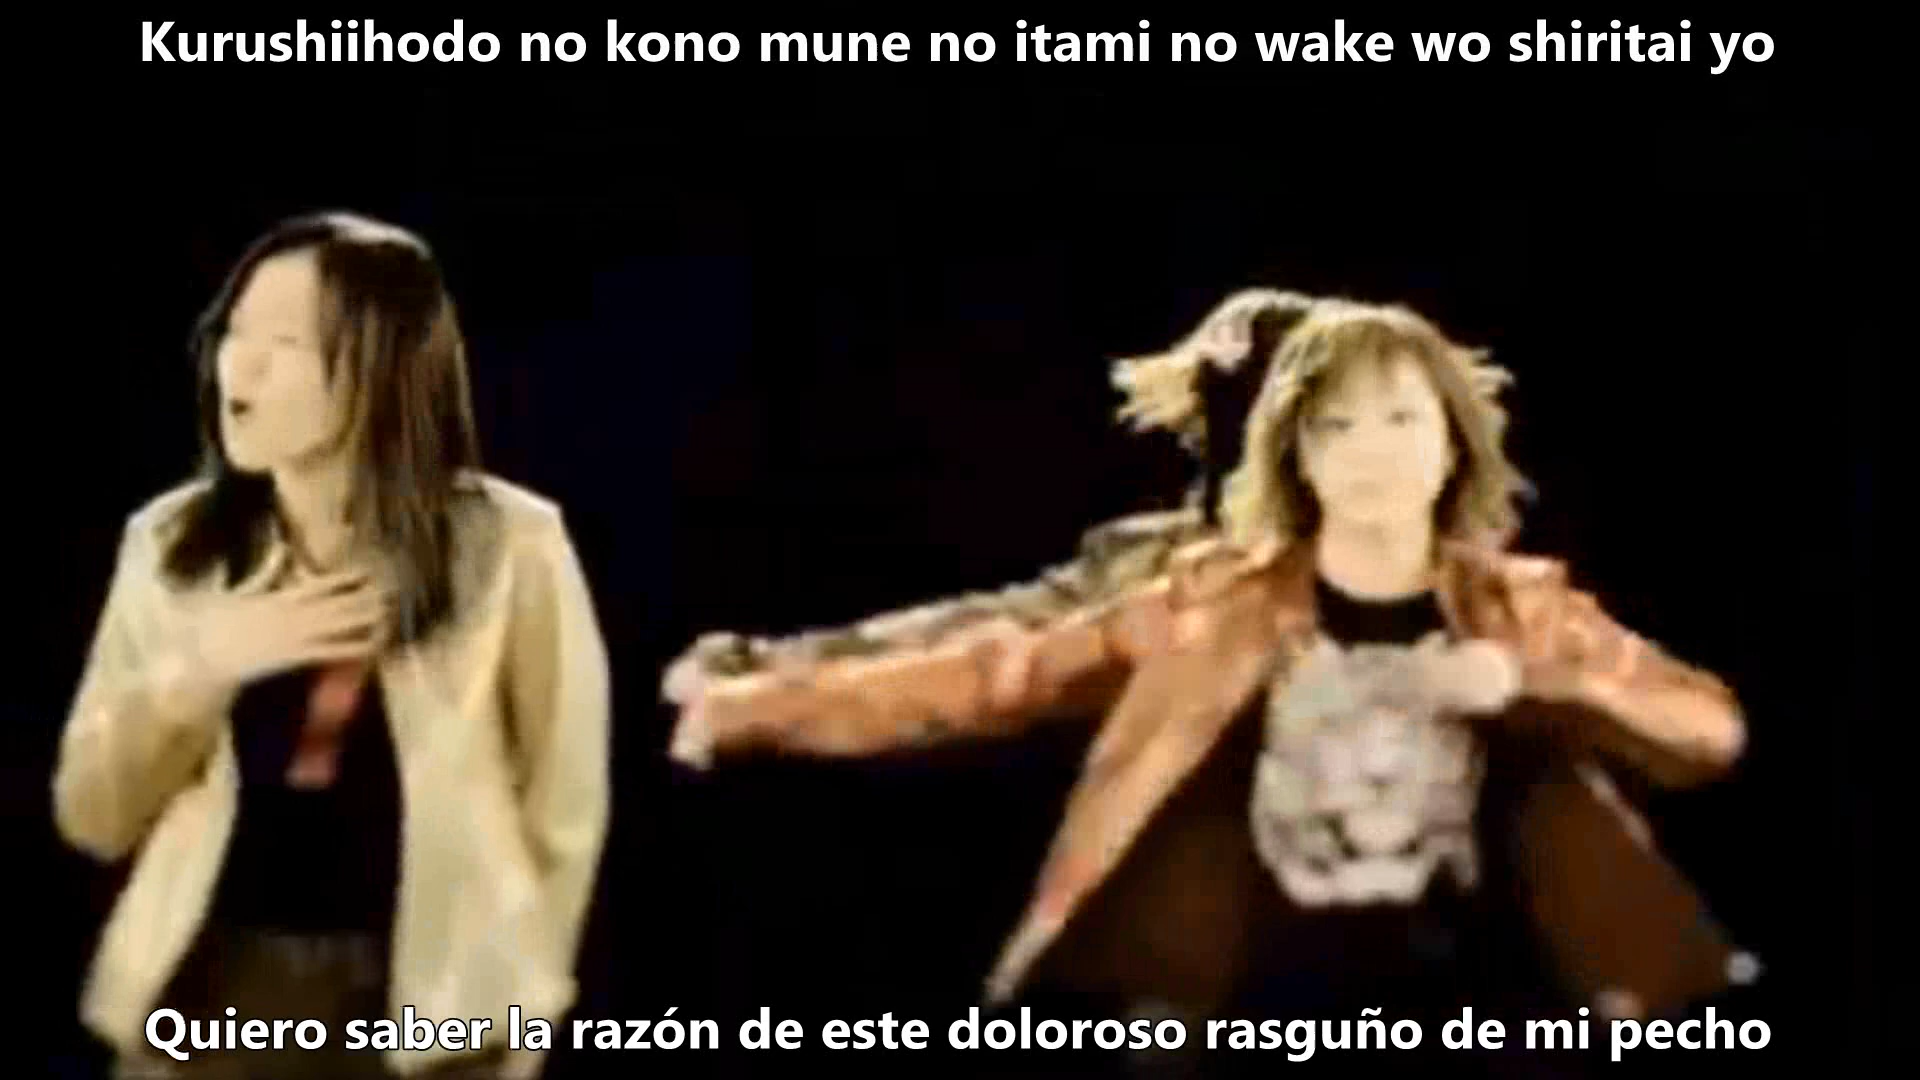 Kurushiihodo no kono mune no itami no wake wo shiritai yo
Quiero saber la razón de este doloroso rasguño de mi pecho